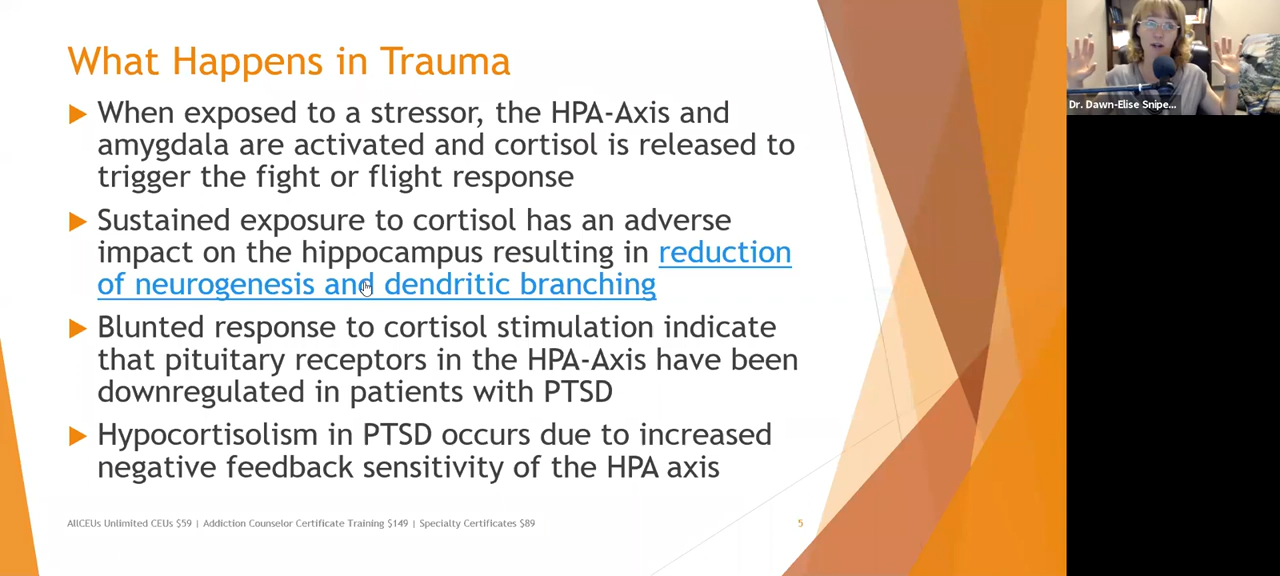 What Happens in Trauma
When exposed to a stressor, the HPA-Axis and
amygdala are activated and cortisol is released to
trigger the fight or flight response
Sustained exposure to cortisol has an adverse
impact on the hippocampus resulting in reduction
of neurogenesis and dendritic branching
Blunted response to cortisol stimulation indicate
that pituitary receptors in the HPA-Axis have been
downregulated in patients with PTSD
Hypocortisolism in PTSD occurs due to increased
negative feedback sensitivity of the HPA axis
AllCEUs Unlimited CEUs $59 | Addiction Counselor Certificate Training $149 | Specialty Certificates $89
5
Dr. Dawn-Elise Snipe...